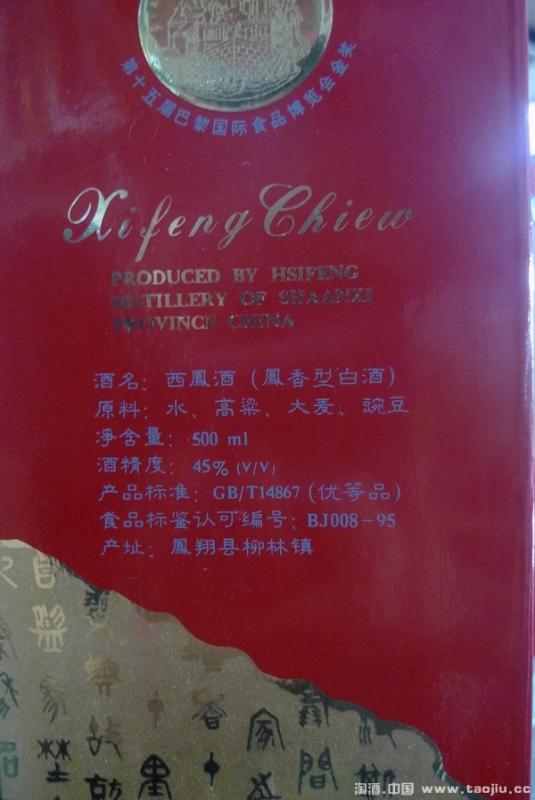 第十五届巴黎国际食品博览会金奖
Xifeng Chiew
PRODUCED BY HSIFENG
DISTILLERY OF SHAANXI
PROVINCE CHINA
酒名：西鳳酒（鳳香型白酒）
原料：水、高粱、大麦、豌豆
淨含量：500 ml
酒精度：45% (V/V)
产品标准：GB/T14867（优等品）
食品标鉴认可编号：BJ008-95
产址：鳳翔县柳林镇
淘酒.中国 www.taojiu.cc